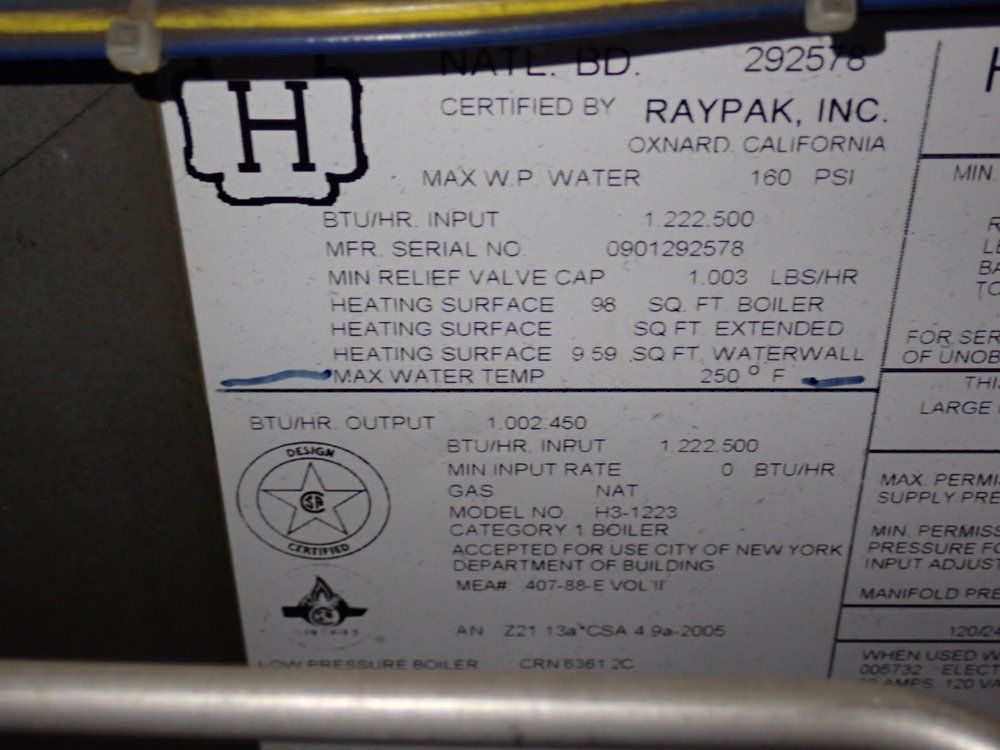 H
NATL. BD. 292578
CERTIFIED BY RAYPAK, INC.
OXNARD, CALIFORNIA
MAX W.P. WATER 160 PSI
BTU/HR. INPUT 1.222.500
MFR. SERIAL NO. 0901292578
MIN RELIEF VALVE CAP 1.003 LBS/HR
HEATING SURFACE 98 SQ. FT. BOILER
HEATING SURFACE SQ FT. EXTENDED
HEATING SURFACE 9.59 SQ FT. WATERWALL
MAX WATER TEMP 250° F
BTU/HR. OUTPUT 1.002.450
BTU/HR. INPUT 1.222.500
MIN INPUT RATE 0 BTU/HR.
GAS NAT
MODEL NO. H3-1223
CATEGORY 1 BOILER
ACCEPTED FOR USE CITY OF NEW YORK
DEPARTMENT OF BUILDING
MEA# 407-88-E VOL II
AN Z21 13a*CSA 4.9a-2005
LOW PRESSURE BOILER CRN 6361.2C
DESIGN
CERTIFIED
CERTIFIED
MIN.
FOR SER
OF UNOB
THI
LARGE
MAX. PERMI
SUPPLY PRE
MIN. PERMISS
PRESSURE FO
INPUT ADJUST
MANIFOLD PRE
120/24
WHEN USED W
005732 ELECT
AMPS 120 VA